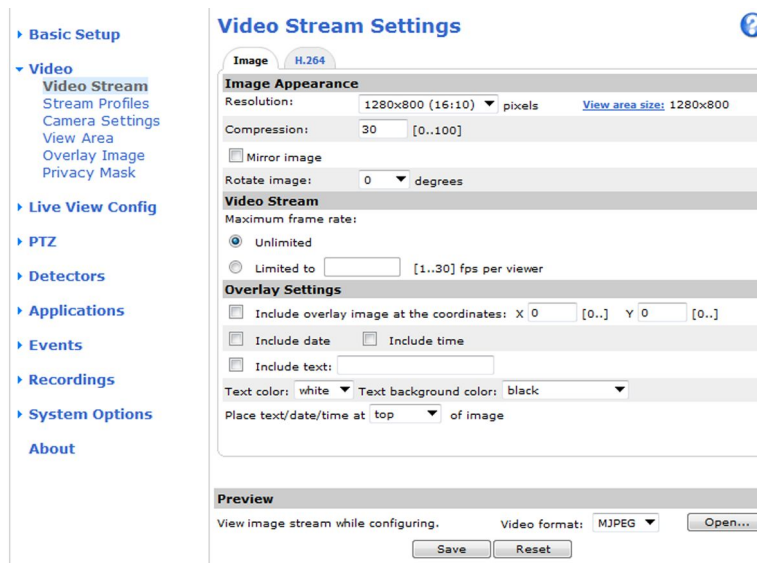 Basic Setup
Video
Video Stream
Stream Profiles
Camera Settings
View Area
Overlay Image
Privacy Mask
Live View Config
PTZ
Detectors
Applications
Events
Recordings
System Options
About
Video Stream Settings
?
Image H.264
Image Appearance
Resolution: 1280x800 (16:10) pixels View area size: 1280x800
Compression: 30 [0..100]
Mirror image
Rotate image: 0 degrees
Video Stream
Maximum frame rate:
Unlimited
Limited to [1..30] fps per viewer
Overlay Settings
Include overlay image at the coordinates: X 0 [0..] Y 0 [0..]
Include date Include time
Include text:
Text color: white Text background color: black
Place text/date/time at top of image
Preview
View image stream while configuring. Video format: MJPEG Open...
Save Reset